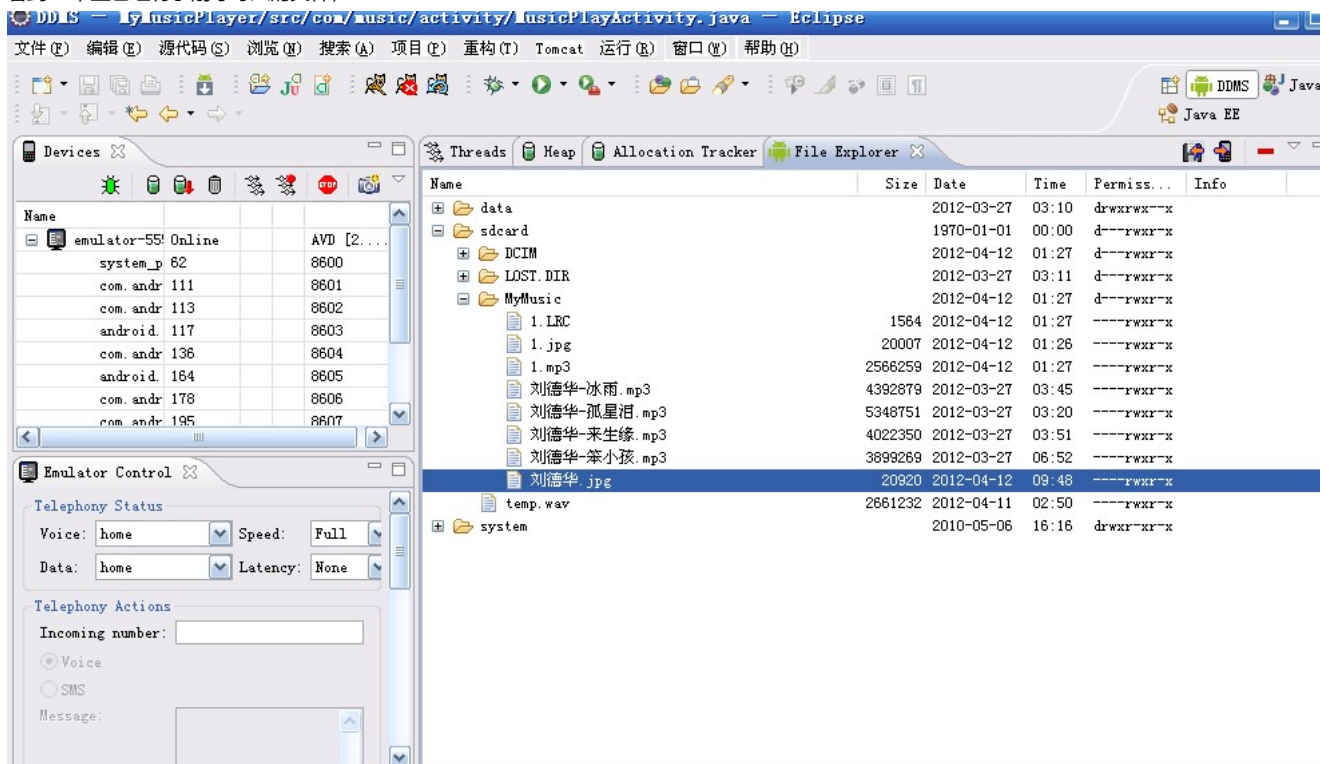 DDMS - MyMusicPlayer/src/com/music/activity/MusicPlayActivity.java - Eclipse
文件(F) 编辑(E) 源代码(S) 浏览(N) 搜索(A) 项目(P) 重构(T) Tomcat 运行(R) 窗口(W) 帮助(H)
DDMS Java
Java EE
Devices
Name
emulator-55 Online AVD [2....
system_p 62 8600
com.andr 111 8601
com.andr 113 8602
android. 117 8603
com.andr 136 8604
android. 164 8605
com.andr 178 8606
com.andr 195 8607
Emulator Control
Telephony Status
Voice: home Speed: Full
Data: home Latency: None
Telephony Actions
Incoming number:
Voice
SMS
Message:
Threads Heap Allocation Tracker File Explorer
Name Size Date Time Permiss... Info
data 2012-03-27 03:10 drwxrwx--x
sdcard 1970-01-01 00:00 d---rwxr-x
DCIM 2012-04-12 01:27 d---rwxr-x
LOST.DIR 2012-03-27 03:11 d---rwxr-x
MyMusic 2012-04-12 01:27 d---rwxr-x
1.LRC 1564 2012-04-12 01:27 ----rwxr-x
1.jpg 20007 2012-04-12 01:26 ----rwxr-x
1.mp3 2566259 2012-04-12 01:27 ----rwxr-x
刘德华-冰雨.mp3 4392879 2012-03-27 03:45 ----rwxr-x
刘德华-孤星泪.mp3 5348751 2012-03-27 03:20 ----rwxr-x
刘德华-来生缘.mp3 4022350 2012-03-27 03:51 ----rwxr-x
刘德华-笨小孩.mp3 3899269 2012-03-27 06:52 ----rwxr-x
刘德华.jpg 20920 2012-04-12 09:48 ----rwxr-x
temp.wav 2661232 2012-04-11 02:50 ----rwxr-x
system 2010-05-06 16:16 drwxr-xr-x